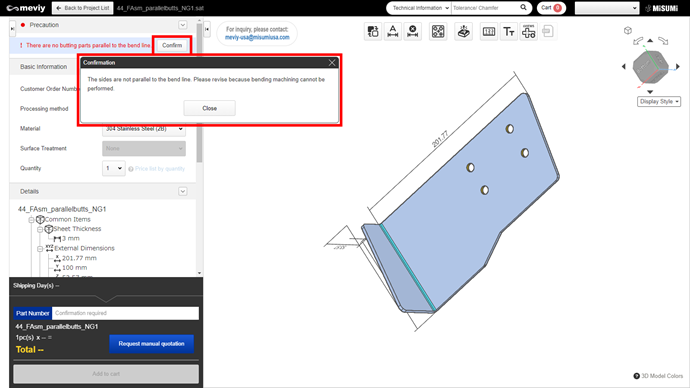 meviy
Back to Project List
44_FAsm_parallelbutts_NG1.sat
Technical information
Tolerance/ Chamfer
Cart 0
MiSUMi
Precaution
! There are no butting parts parallel to the bend line.
Confirm
For inquiry, please contact:
meviy-usa@misumiusa.com
Confirmation
The sides are not parallel to the bend line. Please revise because bending machining cannot be
performed
Close
Basic Information
Customer Order Number
Processing method
Material
304 Stainless Steel (2B)
Surface Treatment
None
Quantity
1
Price list by quantity
Details
44_FAsm_parallelbutts_NG1
Common Items
Sheet Thickness
3 mm
External Dimensions
201.77 mm
100 mm
Shipping Day(s) --
Part Number
Confirmation required
44_FAsm_parallelbutts_NG1
1pc(s) x -- =
Total --
Request manual quotation
Add to cart
201.77
Display Style
3D Model Colors